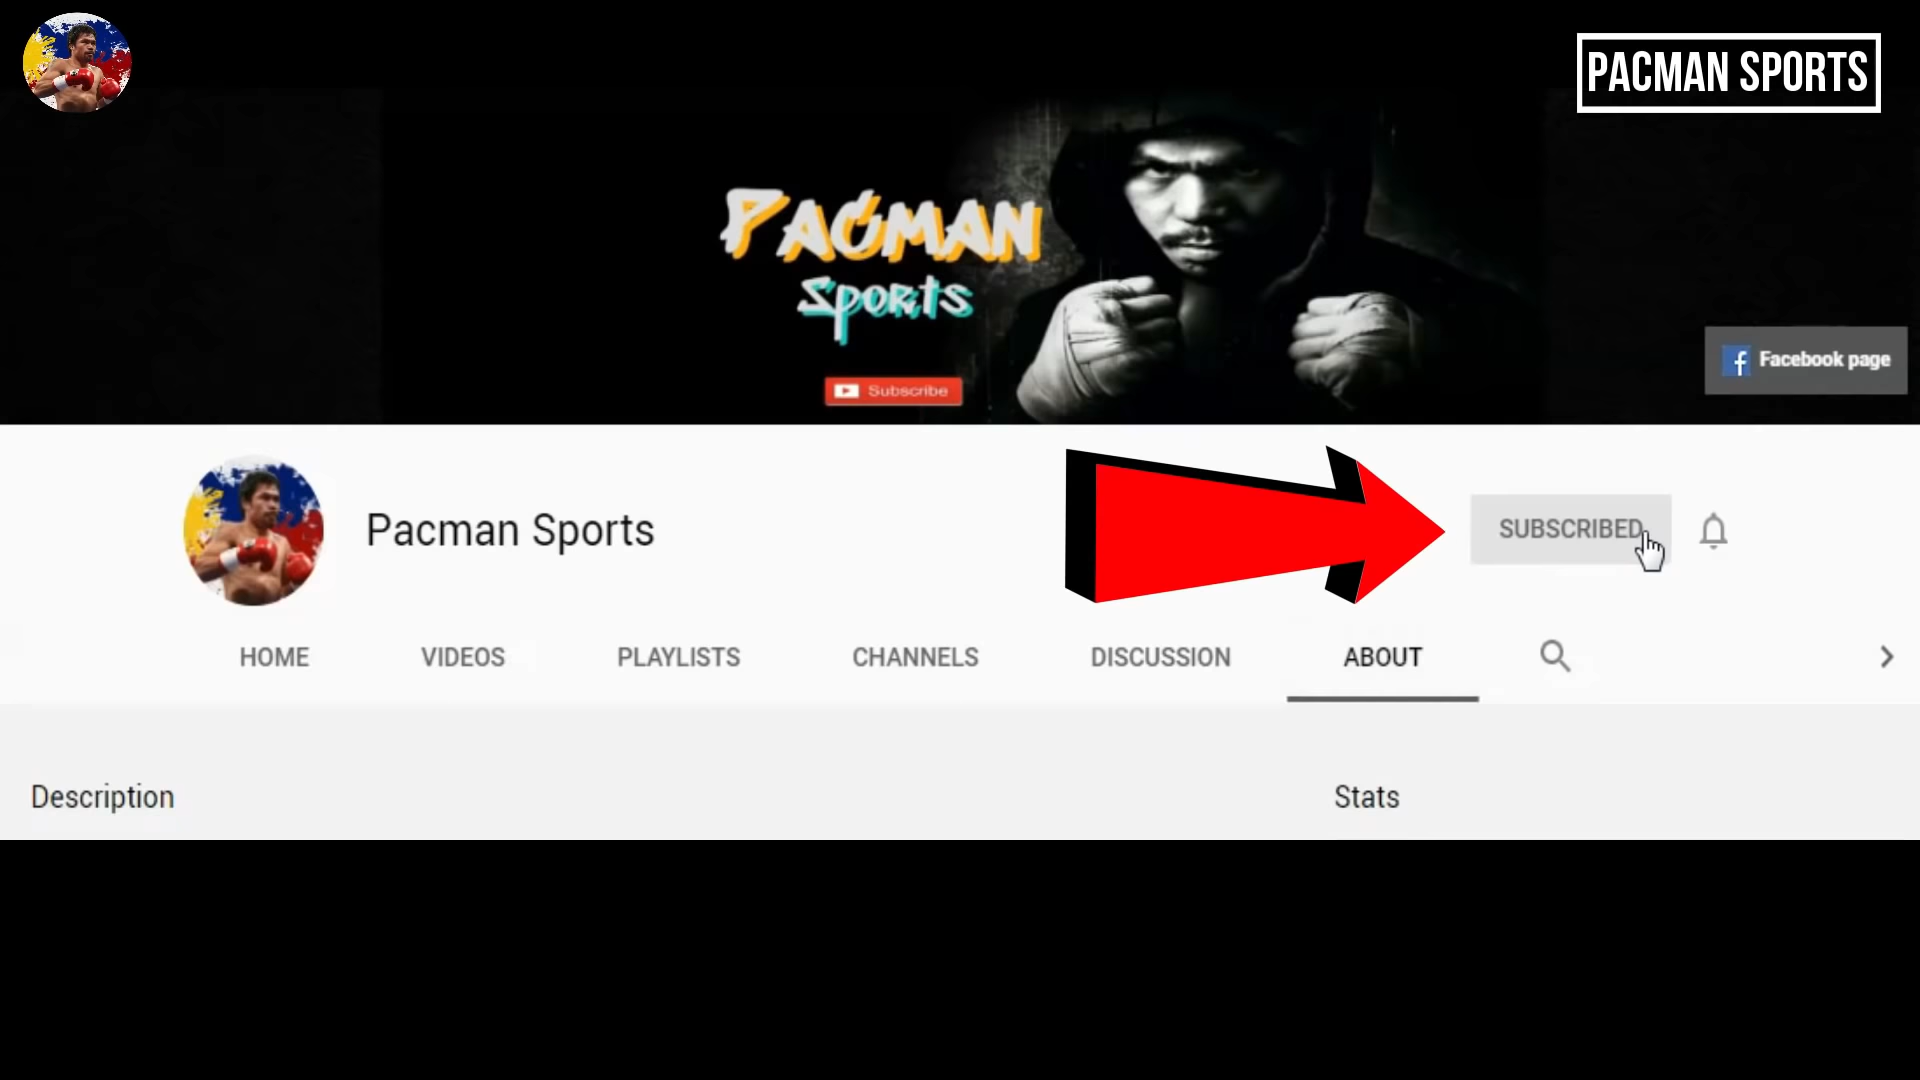 PACMAN SPORTS
PACMAN
Sports
Subscribe
Facebook page
Pacman Sports
SUBSCRIBED
HOME
VIDEOS
PLAYLISTS
CHANNELS
DISCUSSION
ABOUT
Description
Stats